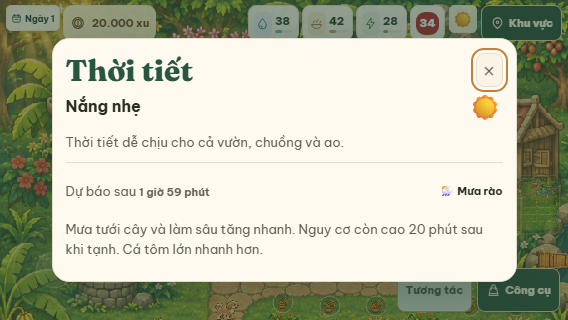 Ngày 1
20.000 xu
38
42
28
34
Khu vực
Thời tiết
Nắng nhẹ
Thời tiết dễ chịu cho cả vườn, chuồng và ao.
Dự báo sau 1 giờ 59 phút
Mưa rào
Mưa tưới cây và làm sâu tăng nhanh. Nguy cơ còn cao 20 phút sau
khi tạnh. Cá tôm lớn nhanh hơn.
Tương tác
Công cụ